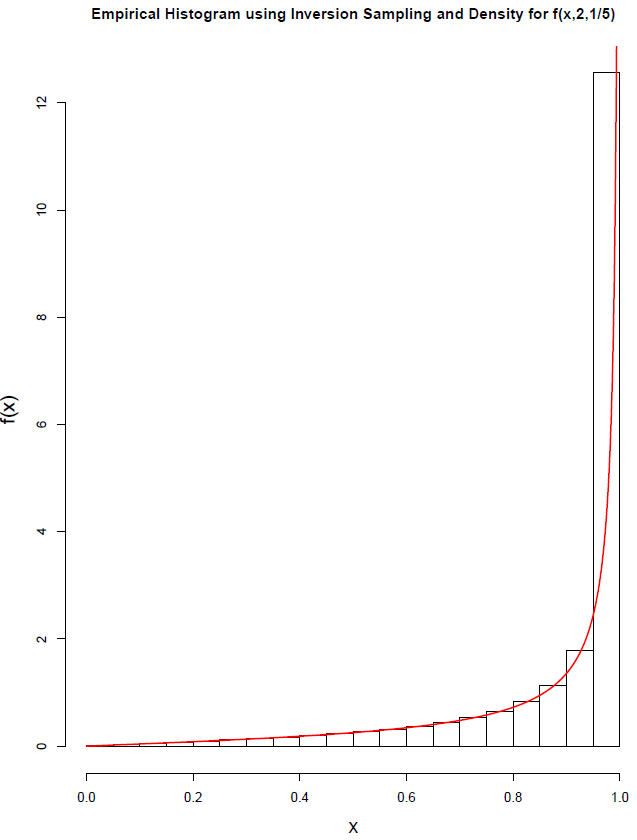 Empirical Histogram using Inversion Sampling and Density for f(x,2,1/5)
12
10
8
6
4
2
0
f(x)
0.0 0.2 0.4 0.6 0.8 1.0
X